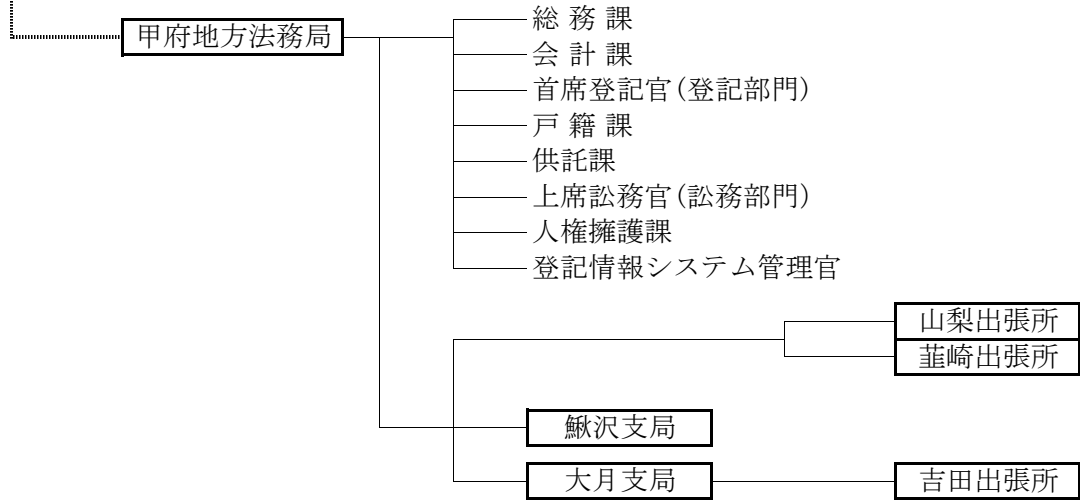 総 務 課
甲府地方法務局
会 計 課
首席登記官(登記部門)
戸 籍 課
供託課
上席訟務官(訟務部門)
人権擁護課
登記情報システム管理官
山梨出張所
韮崎出張所
鰍沢支局
大月支局
吉田出張所